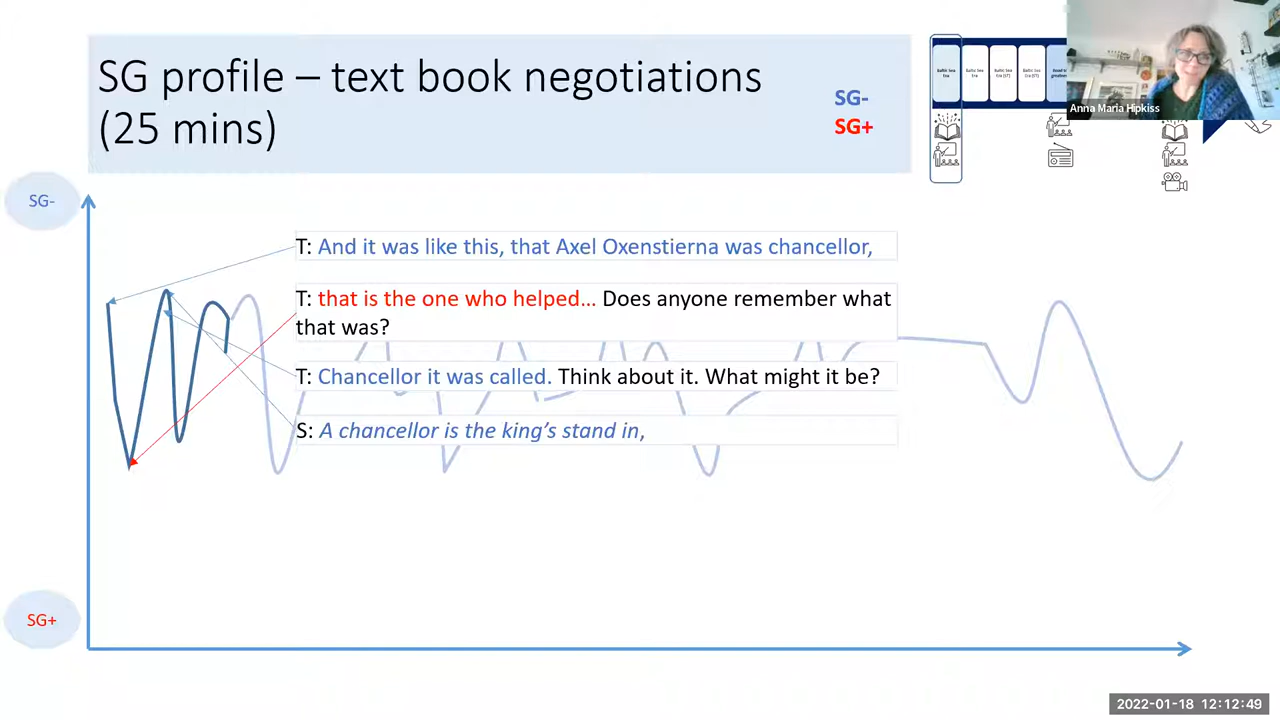 SG profile – text book negotiations
(25 mins)
SG-
SG+
Baltic Sea
tra
Anna Maria Hipkiss
SG-
T: And it was like this, that Axel Oxenstierna was chancellor,
T: that is the one who helped... Does anyone remember what
that was?
T: Chancellor it was called. Think about it. What might it be?
S: A chancellor is the king's stand in,
SG+
2022-01-18 12:12:49